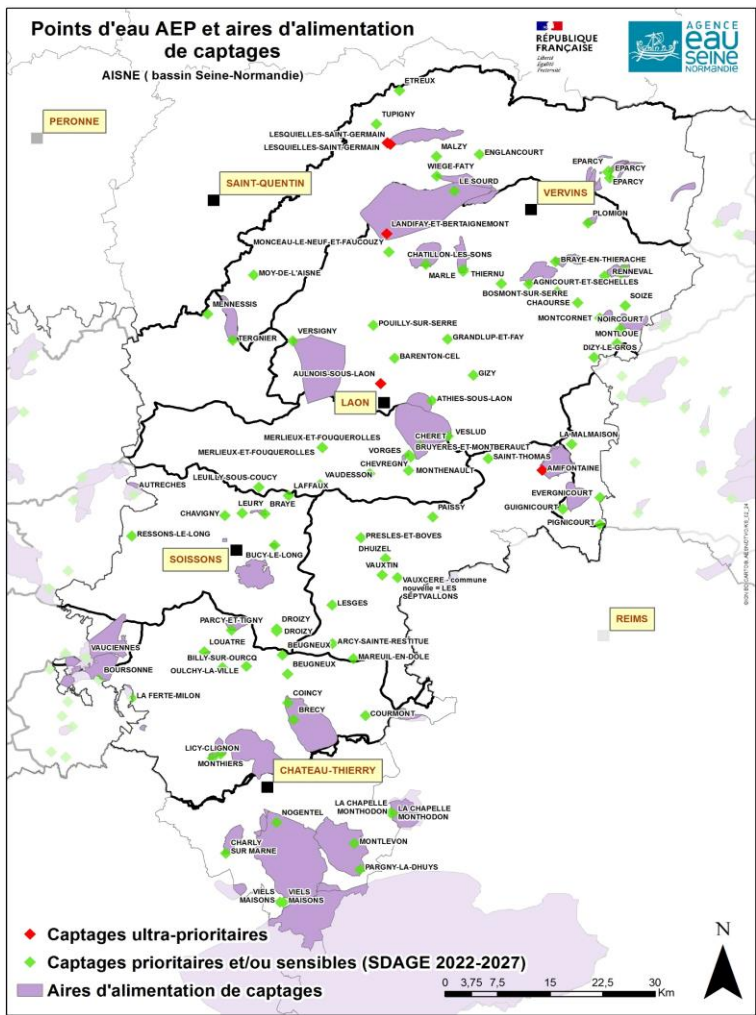 Points d'eau AEP et aires d'alimentation
de captages
AISNE ( bassin Seine-Normandie)
RÉPUBLIQUE
FRANÇAISE
Liberté
Égalité
Fraternité
AGENCE
eau
SEINE
NORMANDIE
ETREUX
PERONNE
TUPIGNY
LESQUIELLES-SAINT-GERMAIN
LESQUIELLES-SAINT-GERMAIN
MALZY
ENGLANCOURT
WIEGE-FATY
EPARCY
EPARCY
EPARCY
SAINT-QUENTIN
LE SOURD
VERVINS
PLOMION
LANDIFAY-ET-BERTAIGNEMONT
MONCEAU-LE-NEUF-ET-FAUCOUZY
CHATILLON-LES-SONS
BRAYE-EN-THIERACHE
MOY-DE-L'AISNE
MARLE
THIERNU
RENNEVAL
AGNICOURT-ET-SECHELLES
BOSMONT-SUR-SERRE
MENNESSIS
CHAOURSE
SOIZE
MONTCORNET
NOIRCOURT
POUILLY-SUR-SERRE
MONTLOUE
TERGNIER
VERSIGNY
GRANDLUP-ET-FAY
DIZY-LE-GROS
BARENTON-CEL
AULNOIS-SOUS-LAON
GIZY
LAON
ATHIES-SOUS-LAON
MERLIEUX-ET-FOUQUEROLLES
CHERET
VESLUD
LA-MALMAISON
BRUYERES-ET-MONTBERAULT
MERLIEUX-ET-FOUQUEROLLES
VORGES
SAINT-THOMAS
CHEVREGNY
MONTHENAULT
AMIFONTAINE
LEUILLY-SOUS-COUCY
VAUDESSON
AUTRECHES
LAFFAUX
EVERGNICOURT
LEURY
BRAYE
GUIGNICOURT
CHAVIGNY
PAISSY
PIGNICOURT
RESSONS-LE-LONG
PRESLES-ET-BOVES
SOISSONS
DHUIZEL
BUCY-LE-LONG
VAUXTIN
VAUXCERE - commune
nouvelle = LES
SEPTVALLONS
LESGES
REIMS
PARCY-ET-TIGNY
DROIZY
DROIZY
VAUCIENNES
LOUATRE
BEUGNEUX
ARCY-SAINTE-RESTITUE
BILLY-SUR-OURCQ
BEUGNEUX
MAREUIL-EN-DOLE
BOURSONNE
OULCHY-LA-VILLE
LA FERTE-MILON
COINCY
BRECY
COURMONT
LICY-CLIGNON
MONTHIERS
CHATEAU-THIERRY
LA CHAPELLE
MONTHODON
LA CHAPELLE
MONTHODON
NOGENTEL
CHARLY
SUR MARNE
MONTLEVON
PARGNY-LA-DHUYS
VIELS
MAISONS
VIELS
MAISONS
Captages ultra-prioritaires
Captages prioritaires et/ou sensibles (SDAGE 2022-2027)
Aires d'alimentation de captages
N
0 3,75 7,5 15 22,5 30
Km